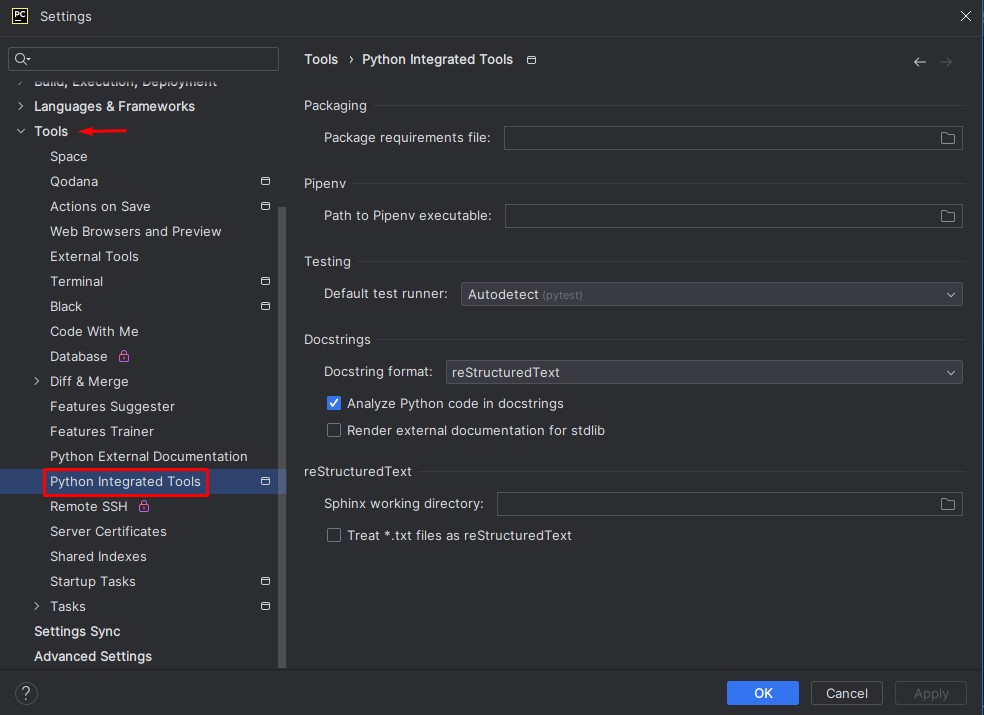 PC
Settings
Build, Execution, Deployment
Languages & Frameworks
Tools
Space
Qodana
Actions on Save
Web Browsers and Preview
External Tools
Terminal
Black
Code With Me
Database
Diff & Merge
Features Suggester
Features Trainer
Python External Documentation
Python Integrated Tools
Remote SSH
Server Certificates
Shared Indexes
Startup Tasks
Tasks
Settings Sync
Advanced Settings
Tools › Python Integrated Tools
Packaging
Package requirements file:
Pipenv
Path to Pipenv executable:
Testing
Default test runner: Autodetect (pytest)
Docstrings
Docstring format: reStructuredText
Analyze Python code in docstrings
Render external documentation for stdlib
reStructuredText
Sphinx working directory:
Treat *.txt files as reStructuredText
? OK Cancel Apply